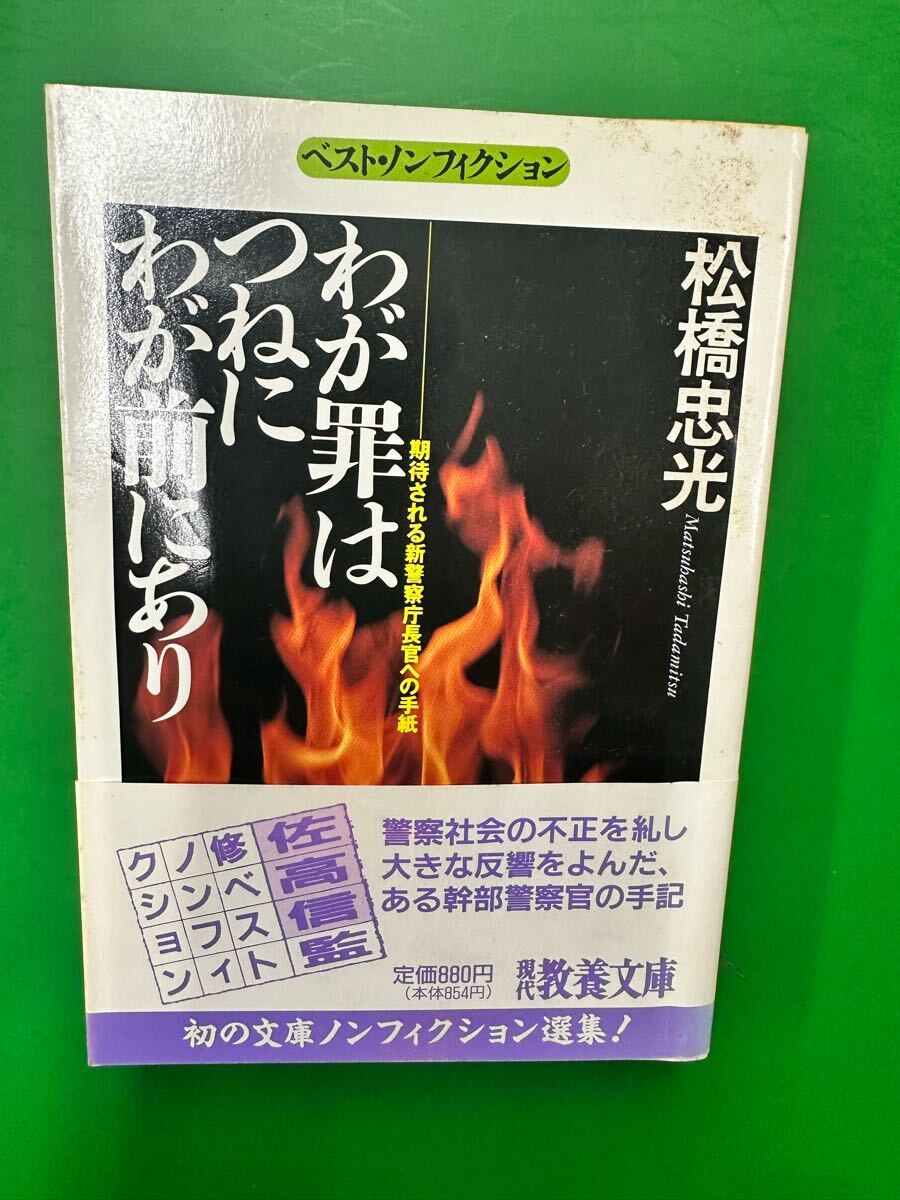 ベスト・ノンフィクション
松橋忠光
Matsuhashi Tadamitsu
わが罪は
つねに
わが前にあり
期待される新警察庁長官への手紙
佐高信監
修ベスト
ノンフィ
クション
警察社会の不正を糺し
大きな反響をよんだ、
ある幹部警察官の手記
定価880円
（本体854円）
現代教養文庫
初の文庫ノンフィクション選集!